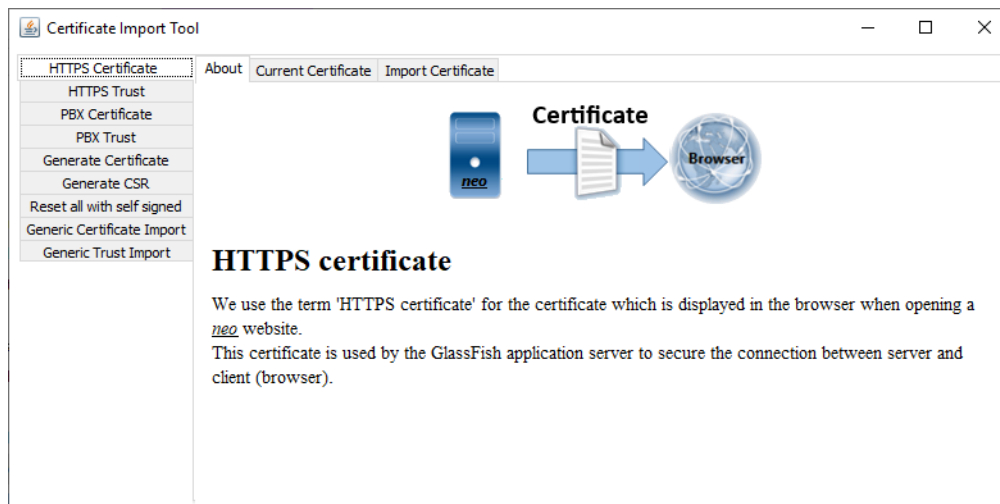 Certificate Import Tool
HTTPS Certificate
HTTPS Trust
PBX Certificate
PBX Trust
Generate Certificate
Generate CSR
Reset all with self signed
Generic Certificate Import
Generic Trust Import
About Current Certificate Import Certificate
Certificate
neo
Browser
HTTPS certificate
We use the term 'HTTPS certificate' for the certificate which is displayed in the browser when opening a
neo website.
This certificate is used by the GlassFish application server to secure the connection between server and
client (browser).